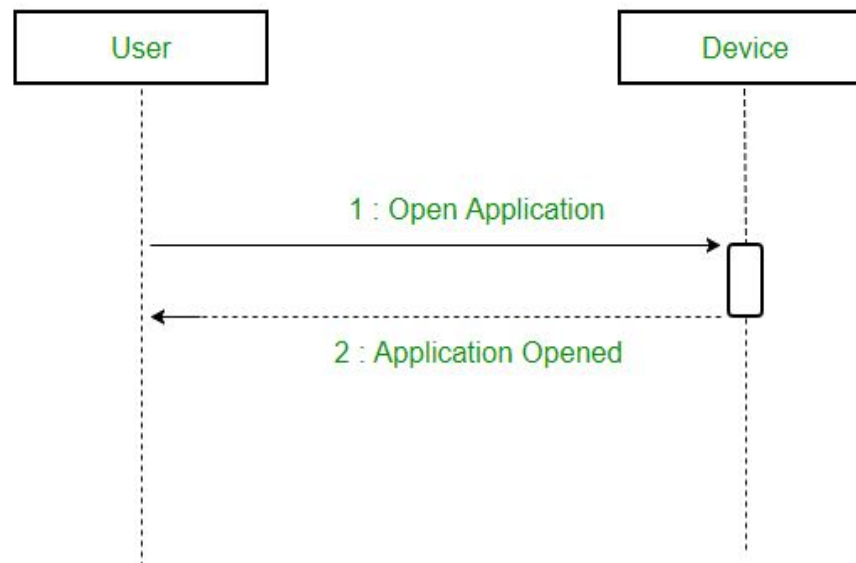 User
Device
1 : Open Application
2 : Application Opened